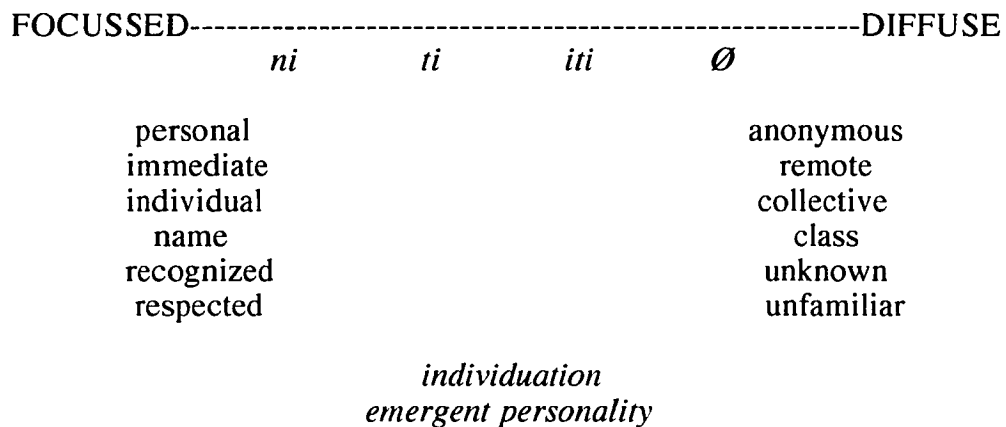 FOCUSSED---------------------------------------------------------DIFFUSE
ni ti iti Ø
personal anonymous
immediate remote
individual collective
name class
recognized unknown
respected unfamiliar
individuation
emergent personality